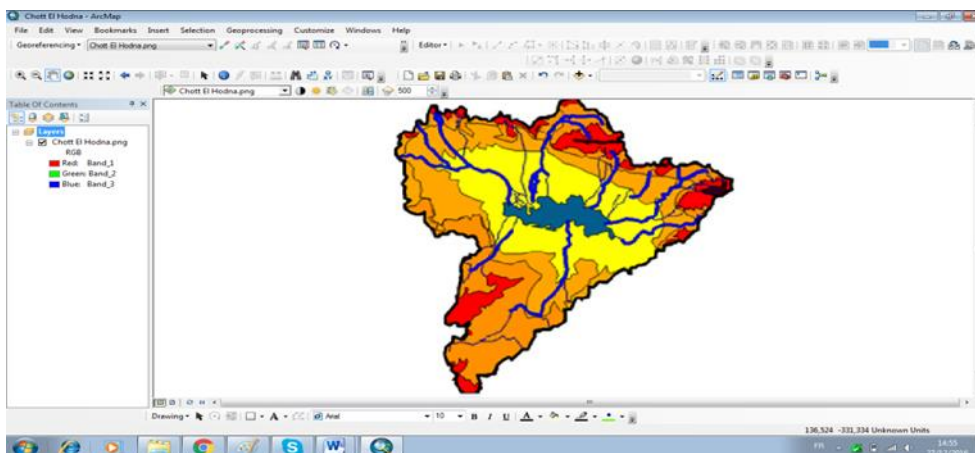 Chott El Hodna - ArcMap
File Edit View Bookmarks Insert Selection Geoprocessing Customize Windows Help
Georeferencing Chott El Hodna.png Editor
Chott El Hodna.png 500
Table Of Contents
Layers
Chott El Hodna.png
RGB
Red: Band_1
Green: Band_2
Blue: Band_3
Drawing A Arial 10 B I U A
136,524 -331,334 Unknown Units
FR 14:55